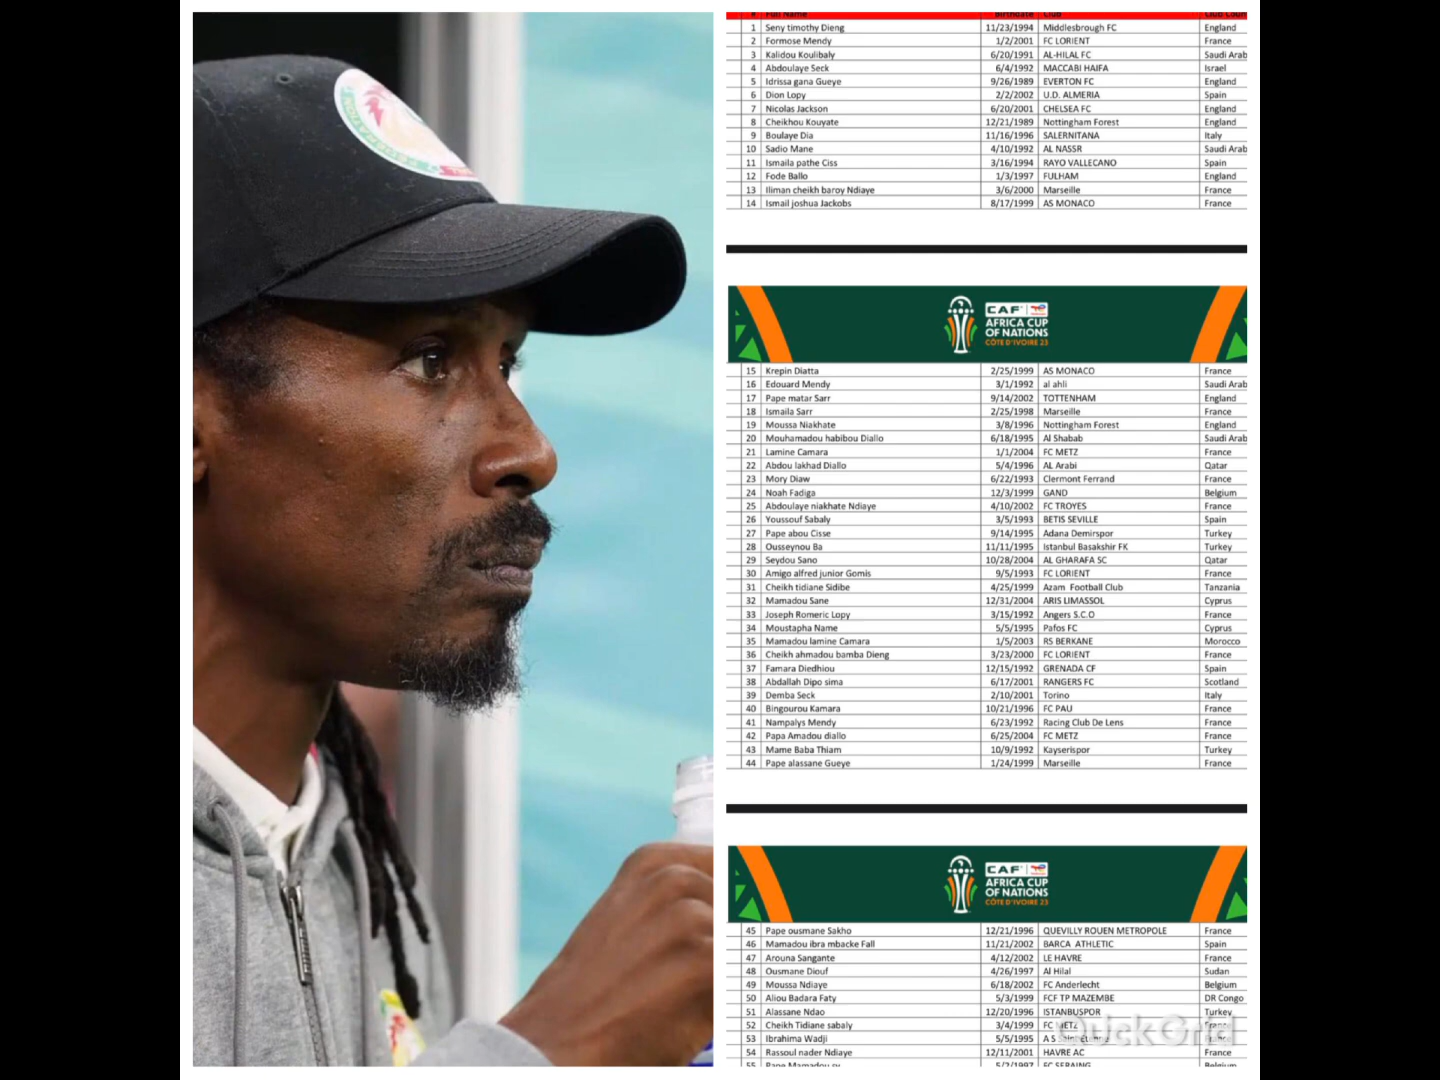 # Full Name Birthdate Club Club Coun
1 Seny timothy Dieng 11/23/1994 Middlesbrough FC England
2 Formose Mendy 1/2/2001 FC LORIENT France
3 Kalidou Koulibaly 6/20/1991 AL-HILAL FC Saudi Arab
4 Abdoulaye Seck 6/4/1992 MACCABI HAIFA Israel
5 Idrissa gana Gueye 9/26/1989 EVERTON FC England
6 Dion Lopy 2/2/2002 U.D. ALMERIA Spain
7 Nicolas Jackson 6/20/2001 CHELSEA FC England
8 Cheikhou Kouyate 12/21/1989 Nottingham Forest England
9 Boulaye Dia 11/16/1996 SALERNITANA Italy
10 Sadio Mane 4/10/1992 AL NASSR Saudi Arab
11 Ismaila pathe Ciss 3/16/1994 RAYO VALLECANO Spain
12 Fode Ballo 1/3/1997 FULHAM England
13 Iliman cheikh baroy Ndiaye 3/6/2000 Marseille France
14 Ismail joshua Jackobs 8/17/1999 AS MONACO France
CAF
AFRICA CUP
OF NATIONS
CÔTE D'IVOIRE 23
15 Krepin Diatta 2/25/1999 AS MONACO France
16 Edouard Mendy 3/1/1992 al ahli Saudi Arab
17 Pape matar Sarr 9/14/2002 TOTTENHAM England
18 Ismaila Sarr 2/25/1998 Marseille France
19 Moussa Niakhate 3/8/1996 Nottingham Forest England
20 Mouhamadou habibou Diallo 6/18/1995 Al Shabab Saudi Arab
21 Lamine Camara 1/1/2004 FC METZ France
22 Abdou lakhad Diallo 5/4/1996 AL Arabi Qatar
23 Mory Diaw 6/22/1993 Clermont Ferrand France
24 Noah Fadiga 12/3/1999 GAND Belgium
25 Abdoulaye niakhate Ndiaye 4/10/2002 FC TROYES France
26 Youssouf Sabaly 3/5/1993 BETIS SEVILLE Spain
27 Pape abou Cisse 9/14/1995 Adana Demirspor Turkey
28 Ousseynou Ba 11/11/1995 Istanbul Basakshir FK Turkey
29 Seydou Sano 10/28/2004 AL GHARAFA SC Qatar
30 Amigo alfred junior Gomis 9/5/1993 FC LORIENT France
31 Cheikh tidiane Sidibe 4/25/1999 Azam Football Club Tanzania
32 Mamadou Sane 12/31/2004 ARIS LIMASSOL Cyprus
33 Joseph Romeric Lopy 3/15/1992 Angers S.C.O France
34 Moustapha Name 5/5/1995 Pafos FC Cyprus
35 Mamadou lamine Camara 1/5/2003 RS BERKANE Morocco
36 Cheikh ahmadou bamba Dieng 3/23/2000 FC LORIENT France
37 Famara Diedhiou 12/15/1992 GRENADA CF Spain
38 Abdallah Dipo sima 6/17/2001 RANGERS FC Scotland
39 Demba Seck 2/10/2001 Torino Italy
40 Bingourou Kamara 10/21/1996 FC PAU France
41 Nampalys Mendy 6/23/1992 Racing Club De Lens France
42 Papa Amadou diallo 6/25/2004 FC METZ France
43 Mame Baba Thiam 10/9/1992 Kayserispor Turkey
44 Pape alassane Gueye 1/24/1999 Marseille France
CAF
AFRICA CUP
OF NATIONS
CÔTE D'IVOIRE 23
45 Pape ousmane Sakho 12/21/1996 QUEVILLY ROUEN METROPOLE France
46 Mamadou ibra mbacke Fall 11/21/2002 BARCA ATHLETIC Spain
47 Arouna Sangante 4/12/2002 LE HAVRE France
48 Ousmane Diouf 4/26/1997 Al Hilal Sudan
49 Moussa Ndiaye 6/18/2002 FC Anderlecht Belgium
50 Aliou Badara Faty 5/3/1999 FCF TP MAZEMBE DR Congo
51 Alassane Ndao 12/20/1996 ISTANBUSPOR Turkey
52 Cheikh Tidiane sabaly 3/4/1999 FC METZ France
53 Ibrahima Wadji 5/5/1995 A S Saint Etienne France
54 Rassoul nader Ndiaye 12/11/2001 HAVRE AC France
55 Pape Mamadou sy 5/7/1997 FC SERAING Belgium
QuickGrid